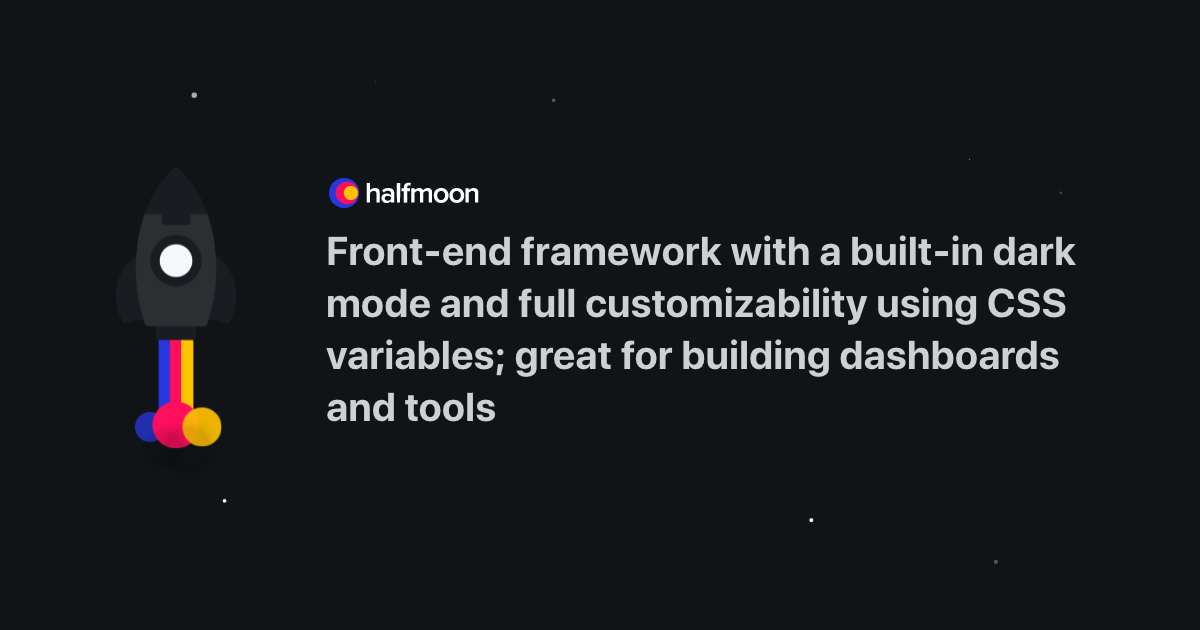 halfmoon
Front-end framework with a built-in dark
mode and full customizability using CSS
variables; great for building dashboards
and tools